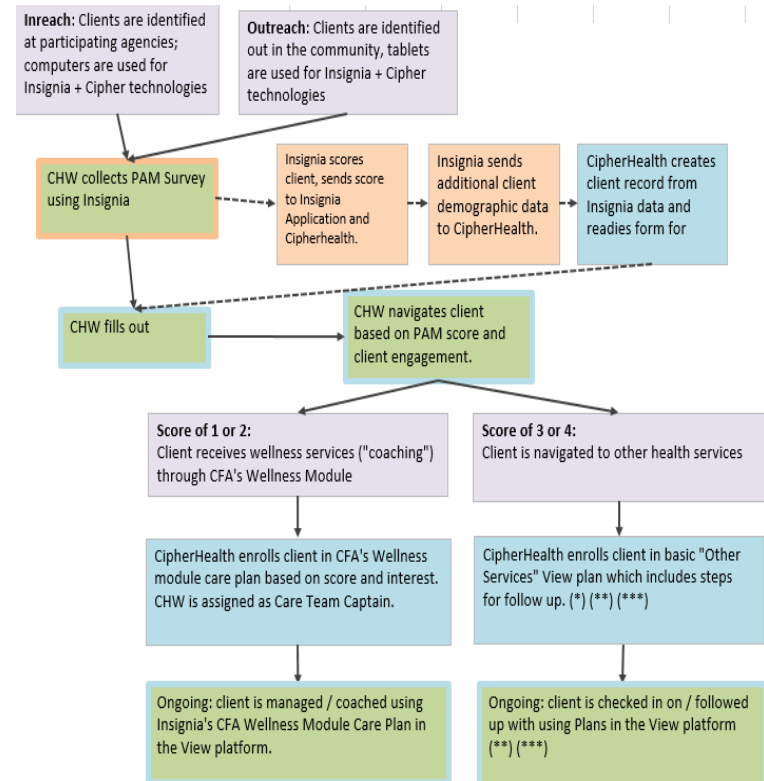 Inreach: Clients are identified
at participating agencies;
computers are used for
Insignia + Cipher technologies
Outreach: Clients are identified
out in the community, tablets
are used for Insignia + Cipher
technologies
CHW collects PAM Survey
using Insignia
Insignia scores
client, sends score
to Insignia
Application and
Cipherhealth.
Insignia sends
additional client
demographic data
to CipherHealth.
CipherHealth creates
client record from
Insignia data and
readies form for
CHW fills out
CHW navigates client
based on PAM score and
client engagement.
Score of 1 or 2:
Client receives wellness services ("coaching")
through CFA's Wellness Module
Score of 3 or 4:
Client is navigated to other health services
CipherHealth enrolls client in CFA's Wellness
module care plan based on score and interest.
CHW is assigned as Care Team Captain.
CipherHealth enrolls client in basic "Other
Services" View plan which includes steps
for follow up. (*) (**) (***)
Ongoing: client is managed / coached using
Insignia's CFA Wellness Module Care Plan in
the View platform.
Ongoing: client is checked in on / followed
up with using Plans in the View platform
(**) (***)